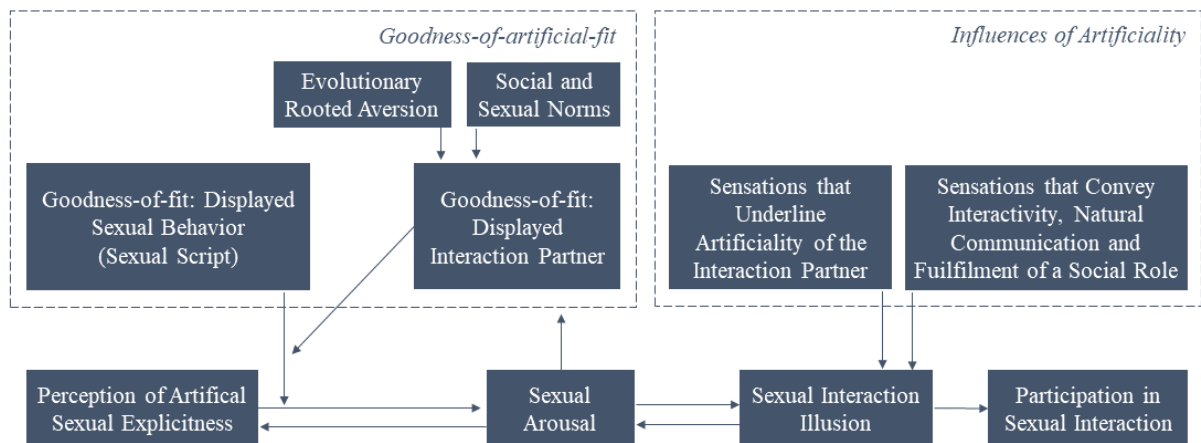 Goodness-of-artificial-fit
Influences of Artificiality
Evolutionary
Rooted Aversion
Social and
Sexual Norms
Goodness-of-fit: Displayed
Sexual Behavior
(Sexual Script)
Goodness-of-fit:
Displayed
Interaction Partner
Sensations that
Underline
Artificiality of the
Interaction Partner
Sensations that Convey
Interactivity, Natural
Communication and
Fuilfilment of a Social Role
Perception of Artifical
Sexual Explicitness
Sexual
Arousal
Sexual Interaction
Illusion
Participation in
Sexual Interaction